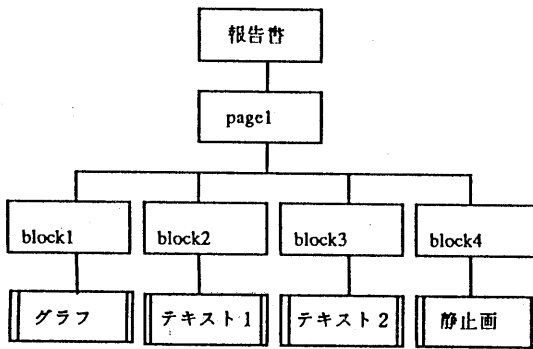 報告書
page1
block1
block2
block3
block4
グラフ
テキスト1
テキスト2
静止画